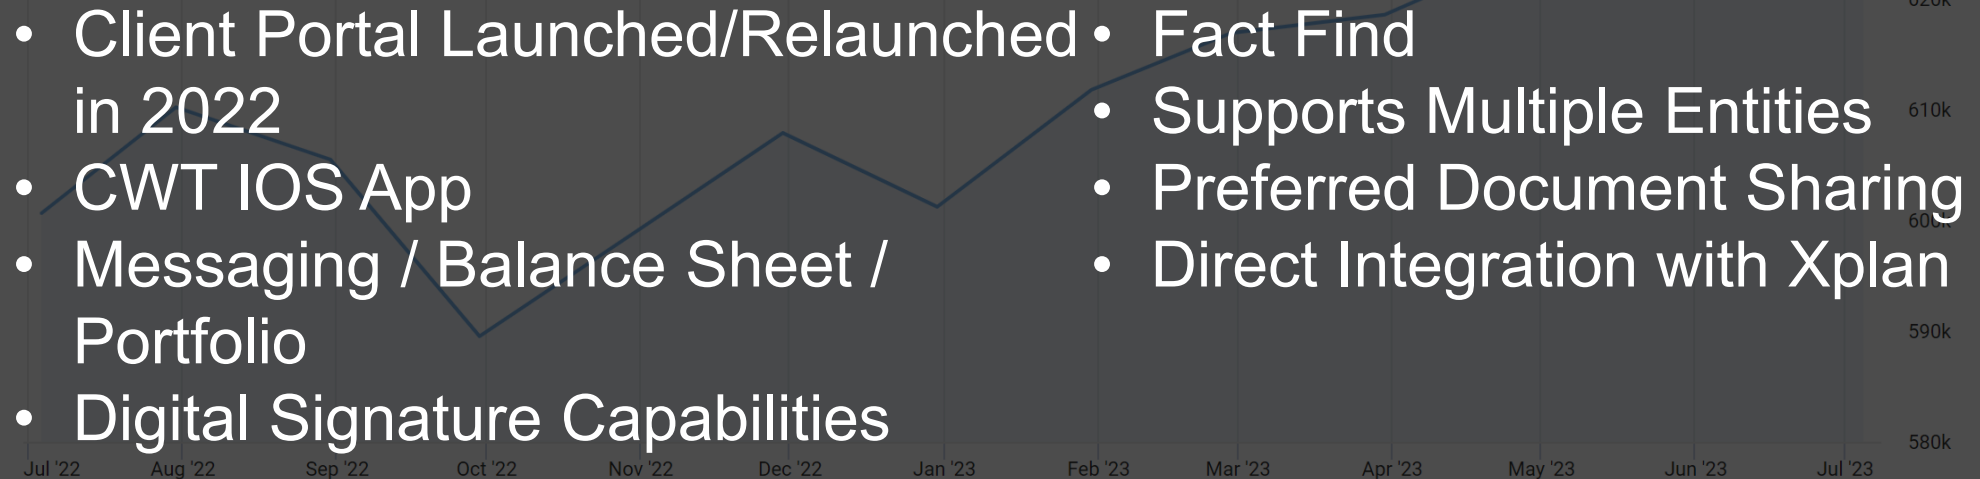 • Client Portal Launched/Relaunched
in 2022
• CWT IOS App
• Messaging / Balance Sheet /
Portfolio
• Digital Signature Capabilities
• Fact Find
• Supports Multiple Entities
• Preferred Document Sharing
• Direct Integration with Xplan
620k
610k
600k
590k
580k
Jul '22 Aug '22 Sep '22 Oct '22 Nov '22 Dec '22 Jan '23 Feb '23 Mar '23 Apr '23 May '23 Jun '23 Jul '23